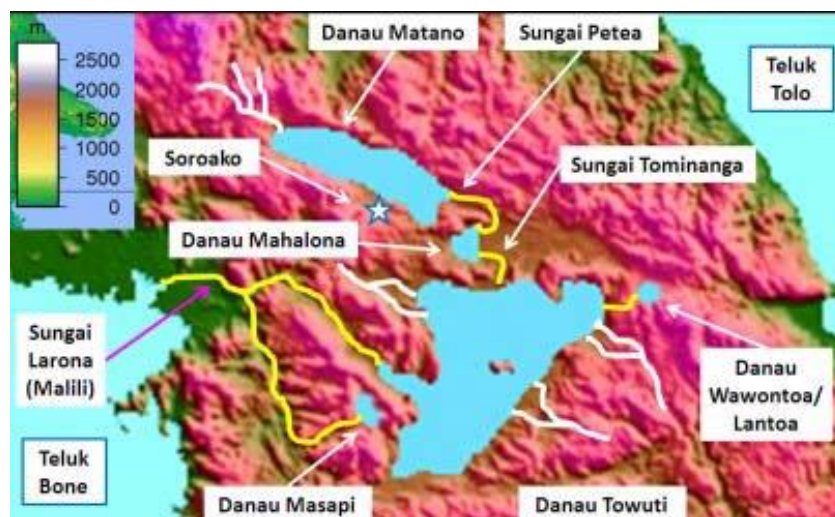 m
2500
2000
1500
1000
500
0
Danau Matano
Sungai Petea
Teluk
Tolo
Soroako
Sungai Tominanga
Danau Mahalona
Sungai
Larona
(Malili)
Danau
Wawontoa/
Lantoa
Teluk
Bone
Danau Masapi
Danau Towuti